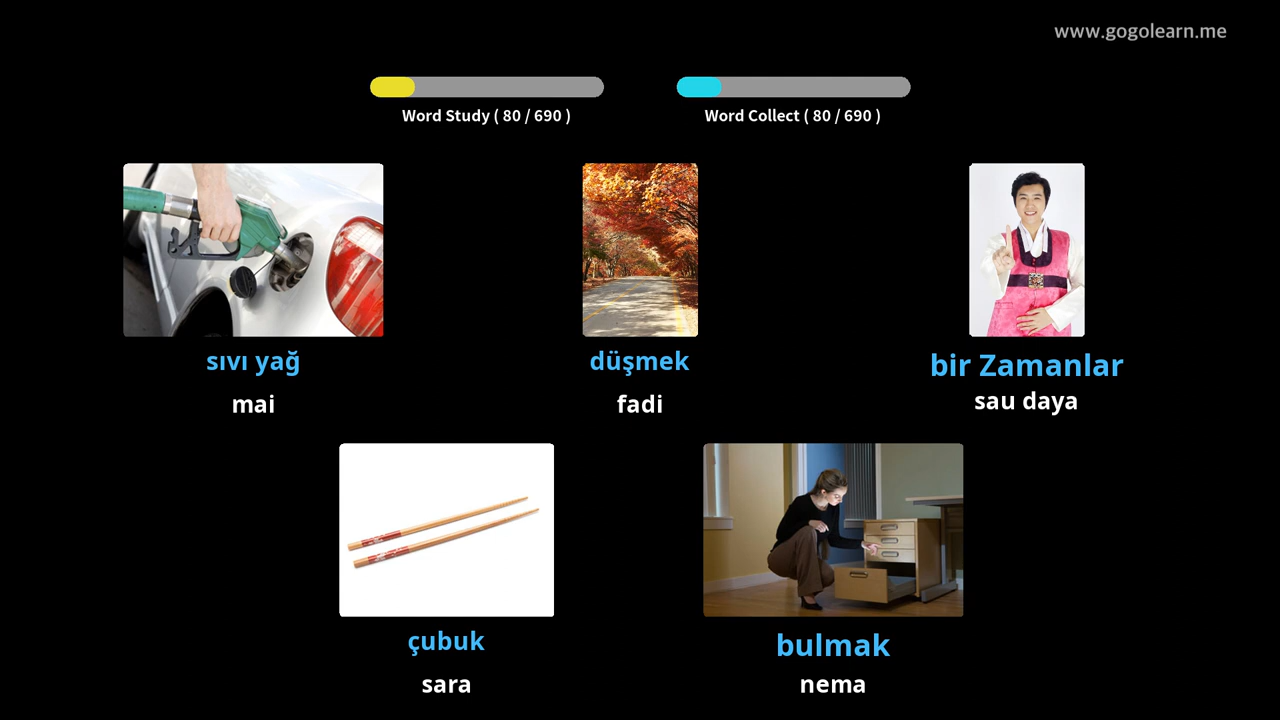 www.gogolearn.me
Word Study ( 80 / 690 )
Word Collect ( 80 / 690 )
sıvı yağ
mai
düşmek
fadi
bir Zamanlar
sau daya
çubuk
sara
bulmak
nema